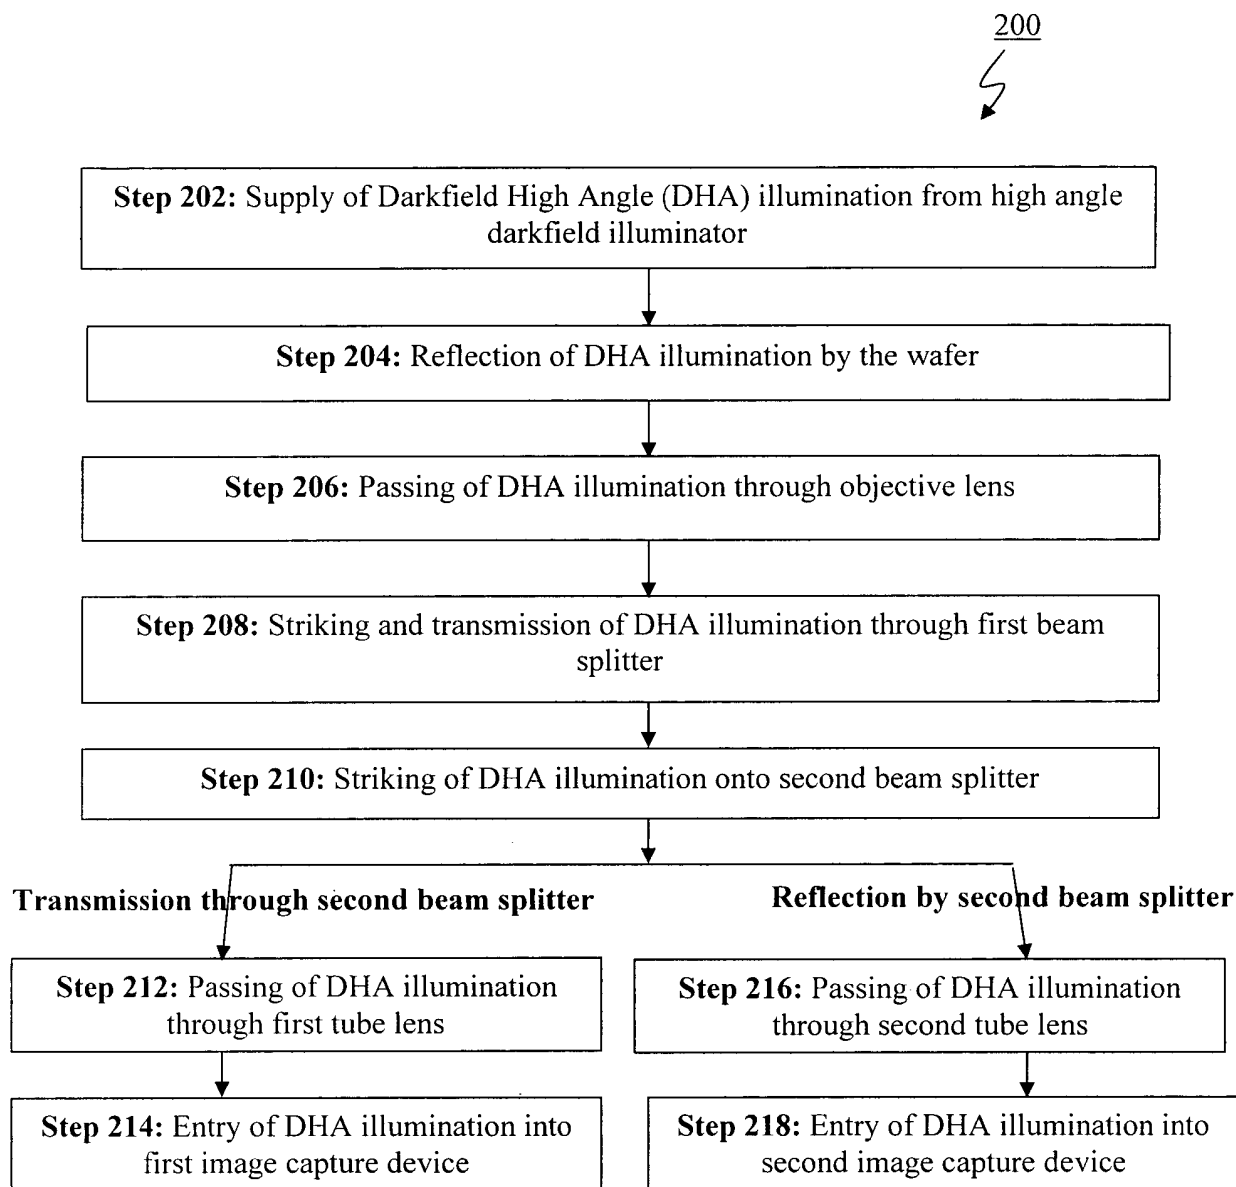 200
Step 202: Supply of Darkfield High Angle (DHA) illumination from high angle
darkfield illuminator
Step 204: Reflection of DHA illumination by the wafer
Step 206: Passing of DHA illumination through objective lens
Step 208: Striking and transmission of DHA illumination through first beam
splitter
Step 210: Striking of DHA illumination onto second beam splitter
Transmission through second beam splitter
Reflection by second beam splitter
Step 212: Passing of DHA illumination
through first tube lens
Step 216: Passing of DHA illumination
through second tube lens
Step 214: Entry of DHA illumination into
first image capture device
Step 218: Entry of DHA illumination into
second image capture device